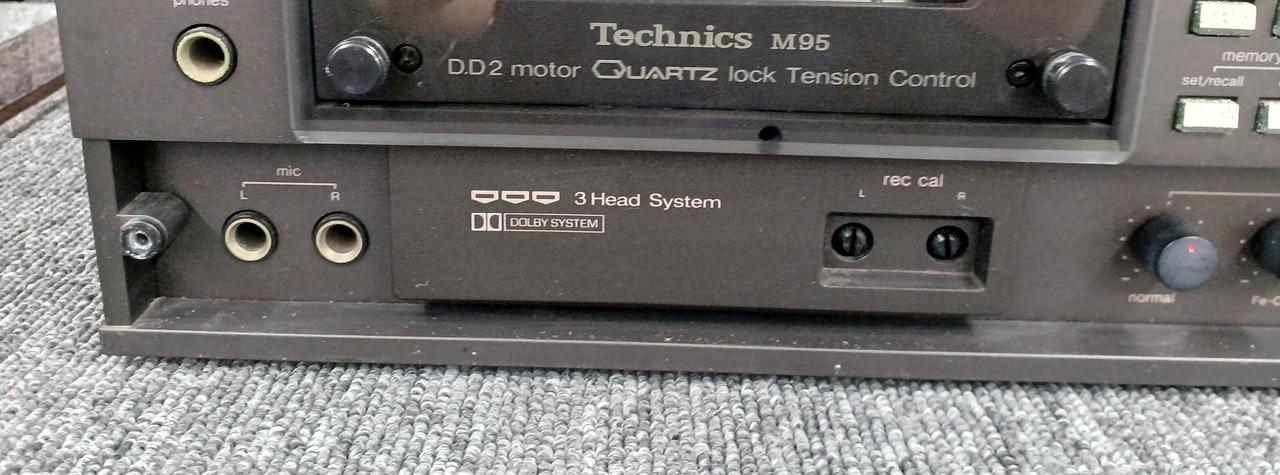 phones
Technics M95
D.D 2 motor QUARTZ lock Tension Control
memory
set/recall
mic
L R
3 Head System
DOLBY SYSTEM
rec cal
L R
normal